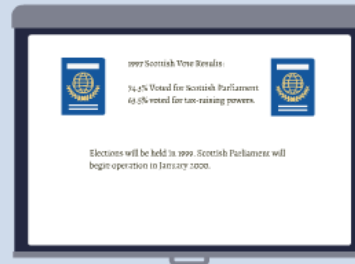 1997 Scottish Vote Results:
74.3% Voted for Scottish Parliament
63.5% voted for tax-raising powers.
Elections will be held in 1999. Scottish Parliament will
begin operation in January 2000.